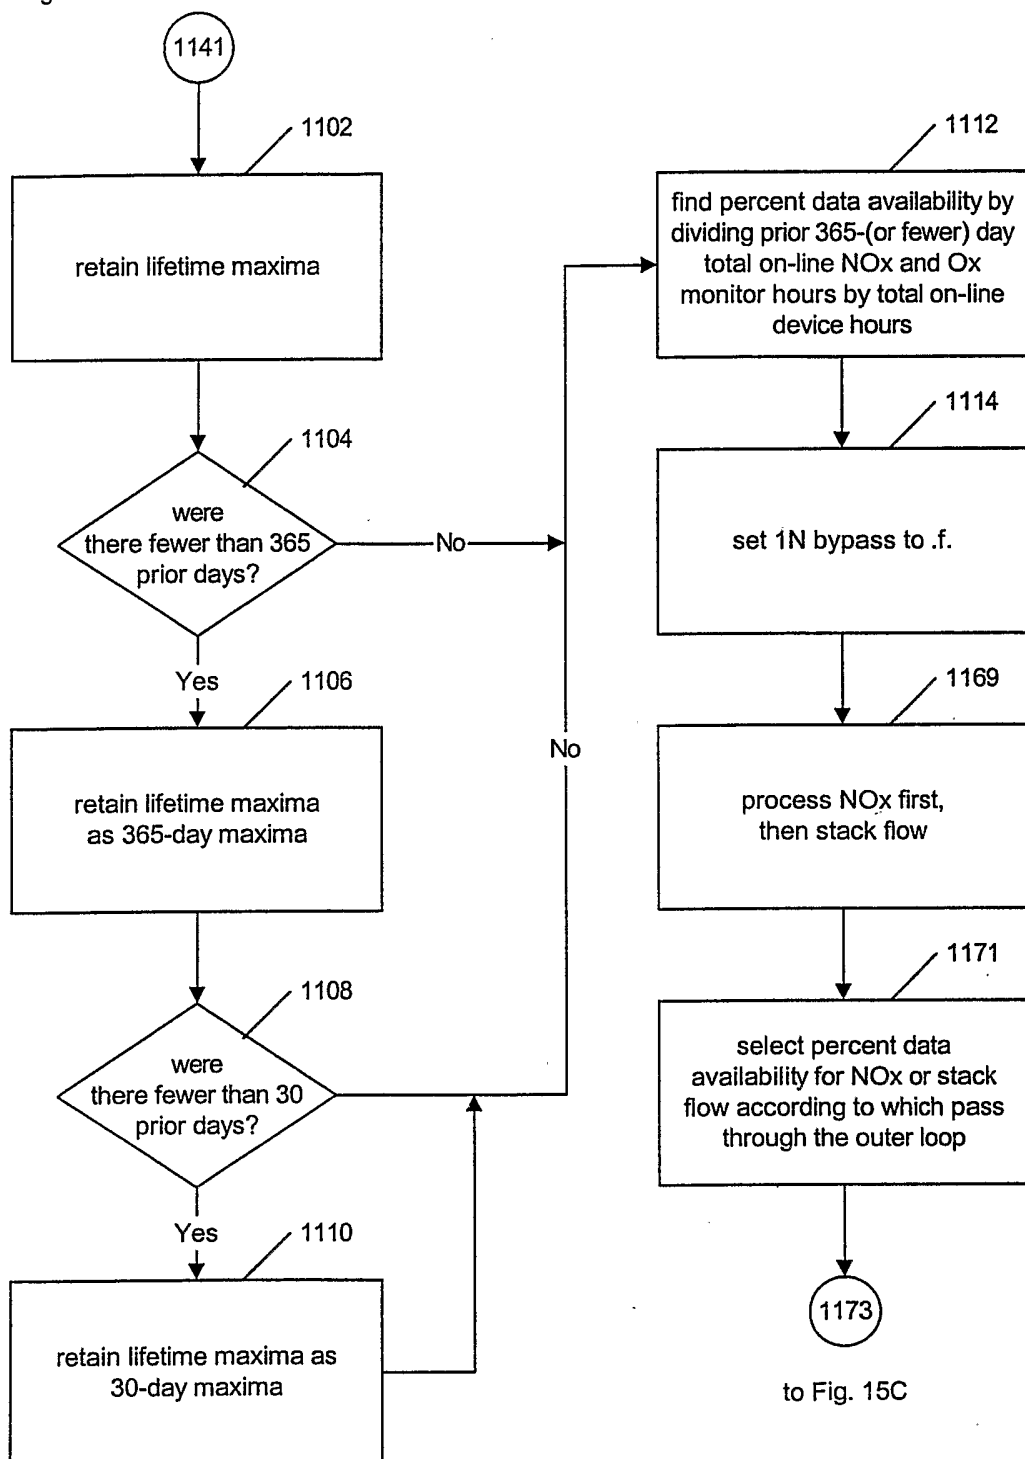 1141
1102
retain lifetime maxima
1104
were
there fewer than 365
prior days?
No
Yes
1106
retain lifetime maxima
as 365-day maxima
1108
were
there fewer than 30
prior days?
No
Yes
1110
retain lifetime maxima as
30-day maxima
1112
find percent data availability by
dividing prior 365-(or fewer) day
total on-line NOx and Ox
monitor hours by total on-line
device hours
1114
set 1N bypass to .f.
1169
process NOx first,
then stack flow
1171
select percent data
availability for NOx or stack
flow according to which pass
through the outer loop
1173
to Fig. 15C